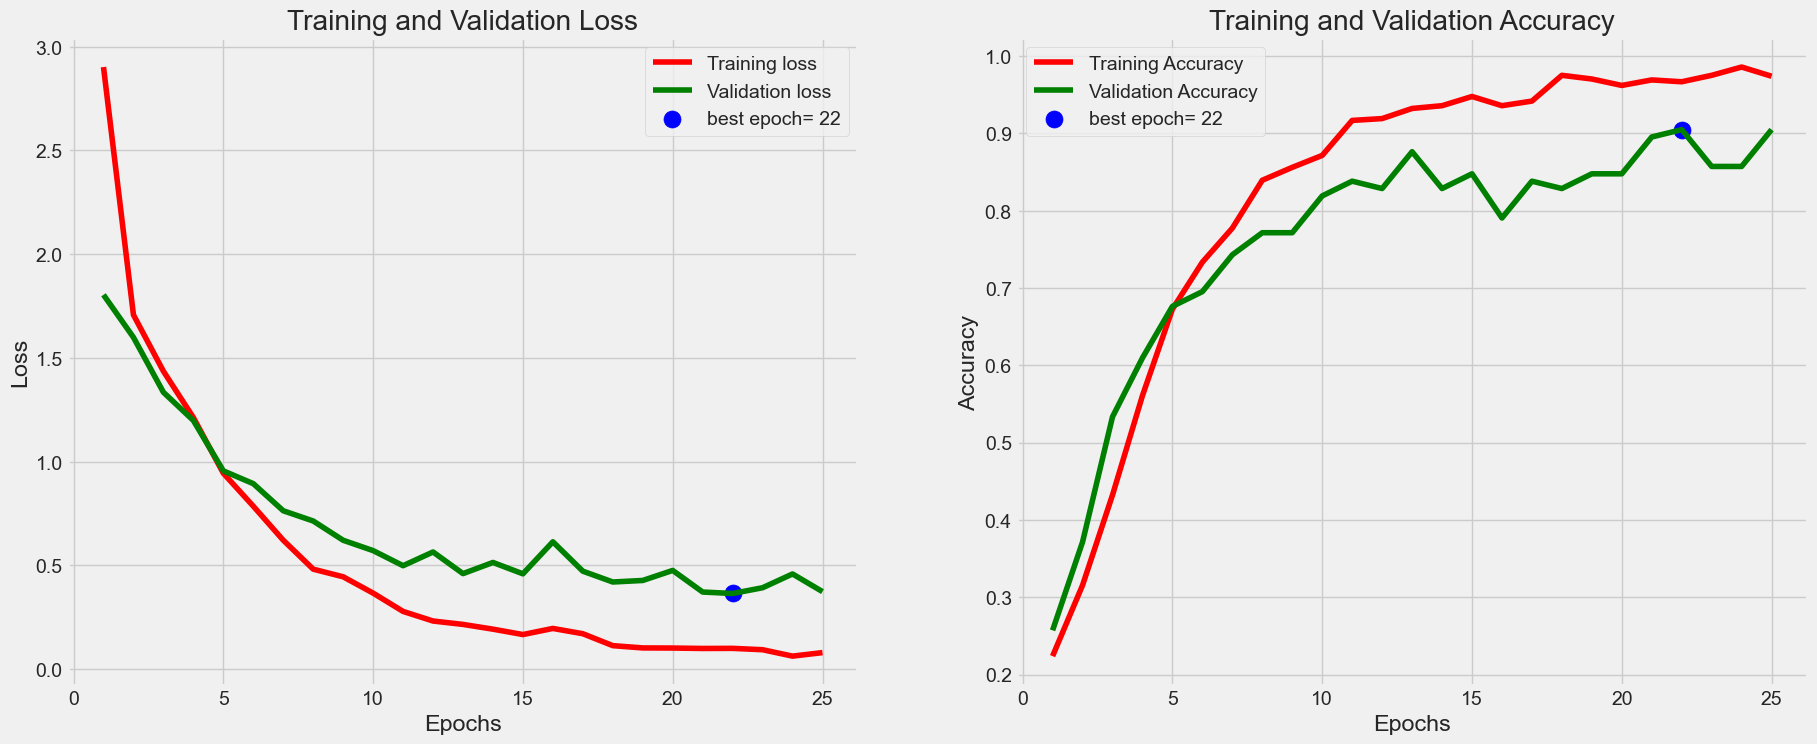 Training and Validation Loss
3.0
2.5
2.0
1.5
1.0
0.5
0.0
Loss
0 5 10 15 20 25
Epochs
Training loss
Validation loss
best epoch= 22
Training and Validation Accuracy
1.0
0.9
0.8
0.7
0.6
0.5
0.4
0.3
0.2
Accuracy
0 5 10 15 20 25
Epochs
Training Accuracy
Validation Accuracy
best epoch= 22